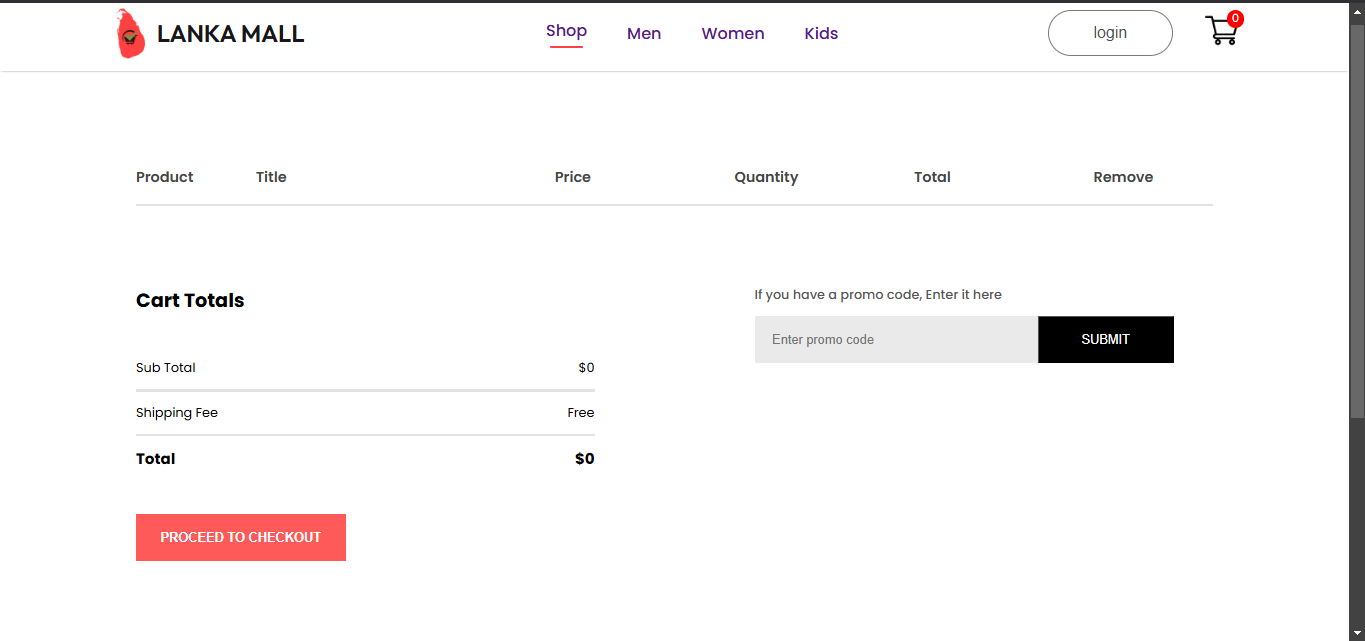 LANKA MALL
Shop Men Women Kids
login
0
Product Title Price Quantity Total Remove
Cart Totals
Sub Total $0
Shipping Fee Free
Total $0
PROCEED TO CHECKOUT
If you have a promo code, Enter it here
Enter promo code
SUBMIT